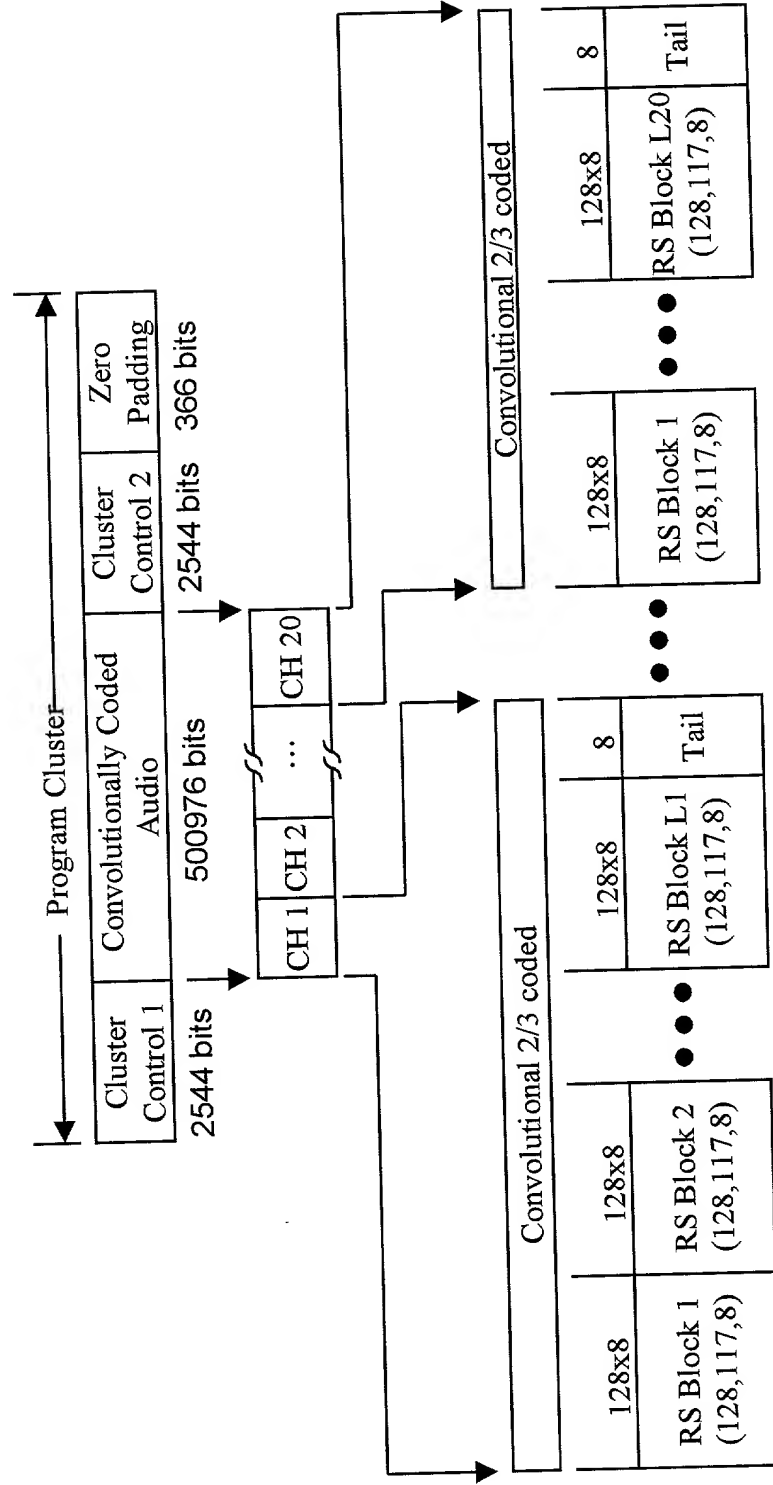 Program Cluster
Cluster
Control 1
Convolutionally Coded
Audio
Cluster
Control 2
Zero
Padding
2544 bits
500976 bits
2544 bits
366 bits
CH 1
CH 2
...
CH 20
Convolutional 2/3 coded
Convolutional 2/3 coded
128x8
128x8
128x8
8
128x8
128x8
8
RS Block 1
(128,117,8)
RS Block 2
(128,117,8)
RS Block L1
(128,117,8)
Tail
RS Block 1
(128,117,8)
RS Block L20
(128,117,8)
Tail